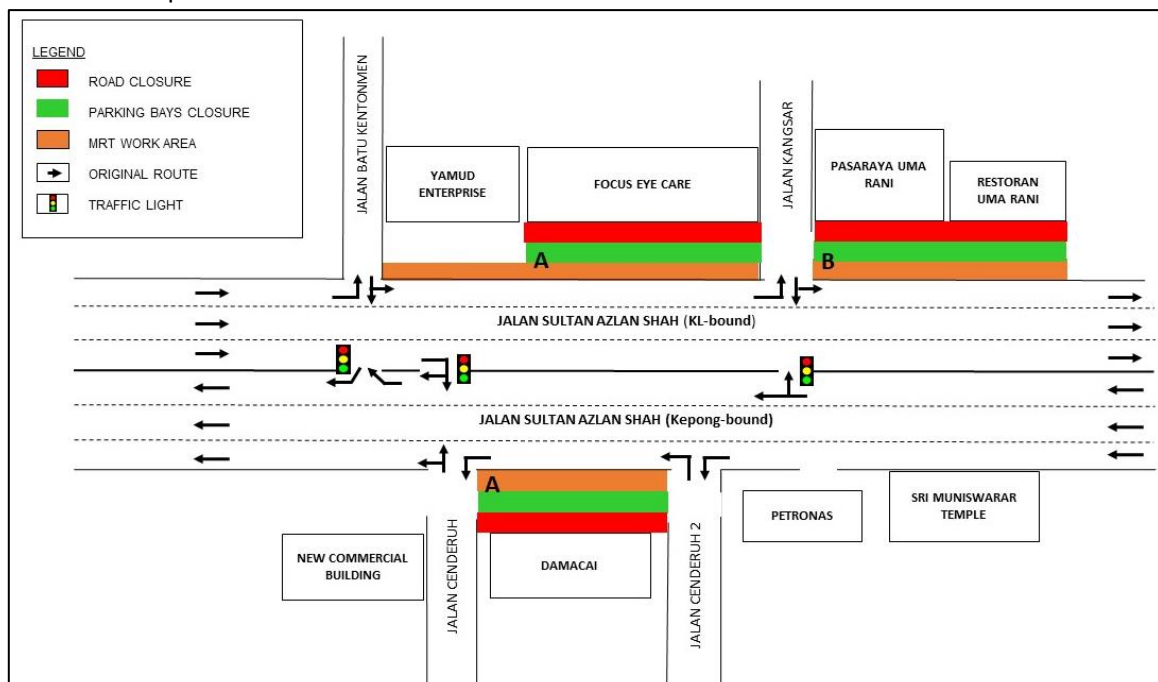 LEGEND
ROAD CLOSURE
PARKING BAYS CLOSURE
MRT WORK AREA
ORIGINAL ROUTE
TRAFFIC LIGHT
JALAN BATU KENTONMEN
YAMUD
ENTERPRISE
FOCUS EYE CARE
JALAN KANGSAR
PASARAYA UMA
RANI
RESTORAN
UMA RANI
A
B
JALAN SULTAN AZLAN SHAH (KL-bound)
JALAN SULTAN AZLAN SHAH (Kepong-bound)
A
NEW COMMERCIAL
BUILDING
JALAN CENDERUH
DAMACAI
JALAN CENDERUH 2
PETRONAS
SRI MUNISWARAR
TEMPLE